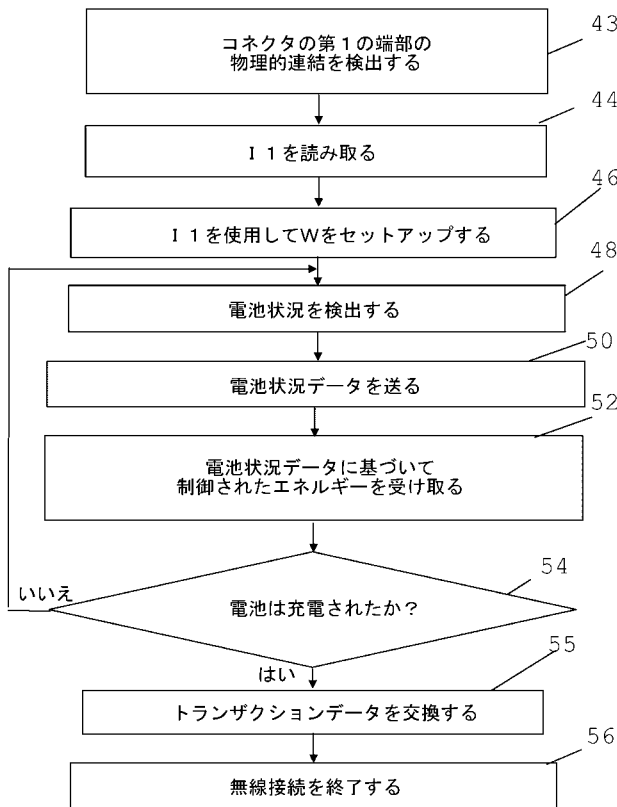 コネクタの第１の端部の
物理的連結を検出する
43
44
Ｉ１を読み取る
46
Ｉ１を使用してＷをセットアップする
48
電池状況を検出する
50
電池状況データを送る
52
電池状況データに基づいて
制御されたエネルギーを受け取る
54
いいえ
電池は充電されたか？
はい
55
トランザクションデータを交換する
56
無線接続を終了する